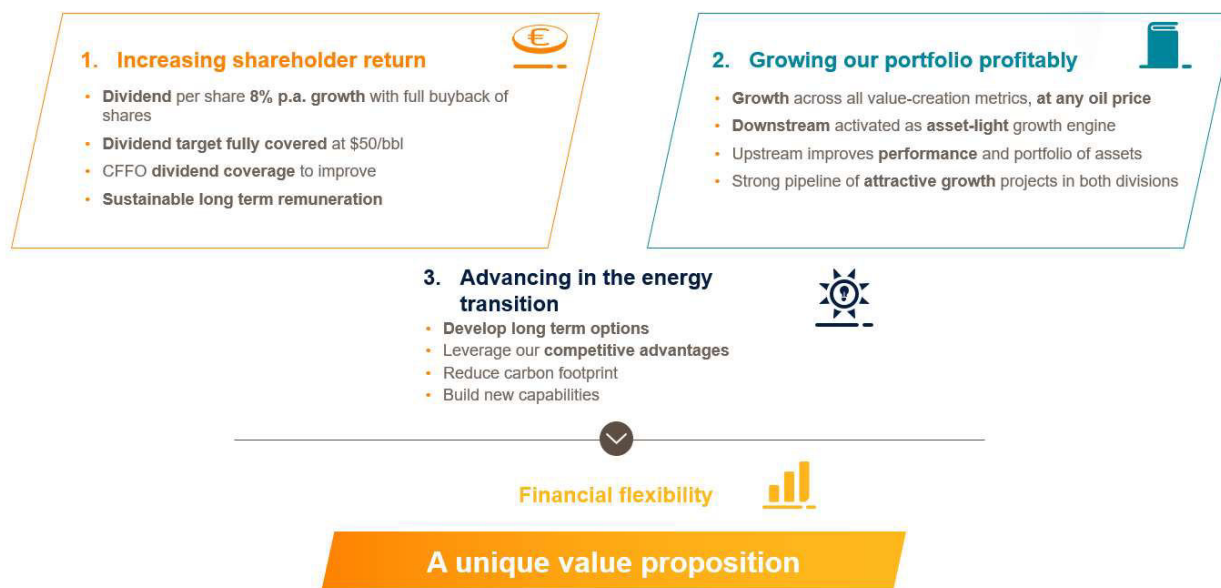 €
1. Increasing shareholder return
• Dividend per share 8% p.a. growth with full buyback of
shares
• Dividend target fully covered at $50/bbl
• CFFO dividend coverage to improve
• Sustainable long term remuneration
2. Growing our portfolio profitably
• Growth across all value-creation metrics, at any oil price
• Downstream activated as asset-light growth engine
• Upstream improves performance and portfolio of assets
• Strong pipeline of attractive growth projects in both divisions
3. Advancing in the energy
transition
• Develop long term options
• Leverage our competitive advantages
• Reduce carbon footprint
• Build new capabilities
Financial flexibility
A unique value proposition